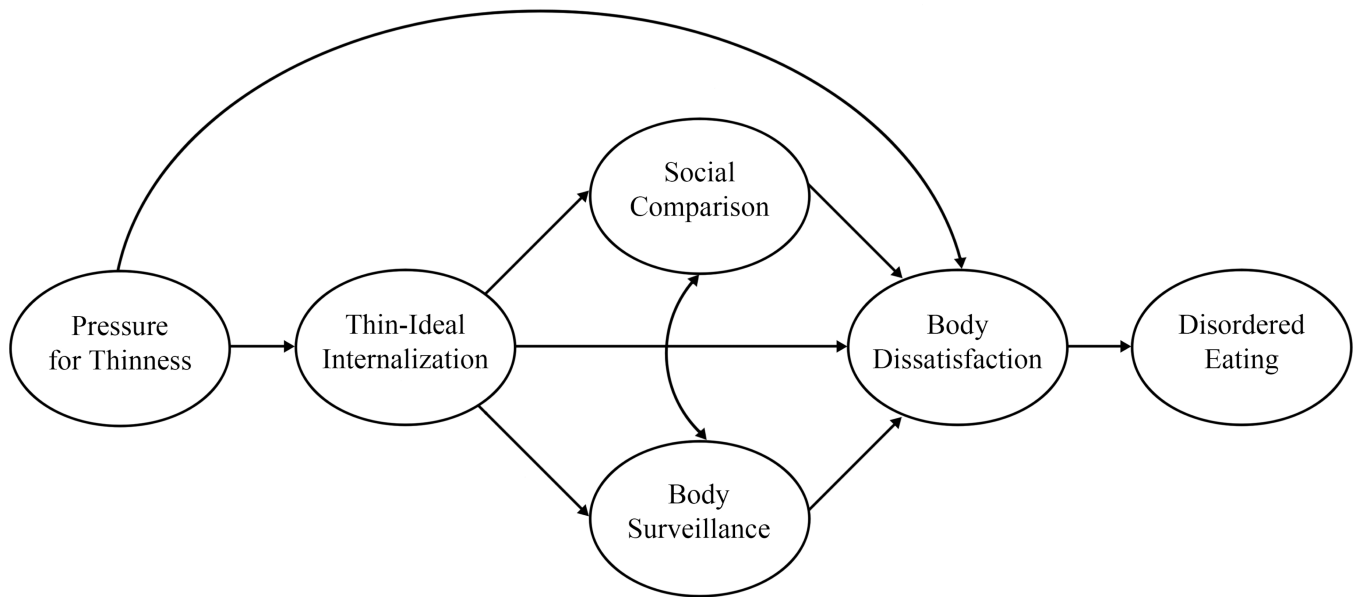 Social
Comparison
Pressure
for Thinness
Thin-Ideal
Internalization
Body
Dissatisfaction
Disordered
Eating
Body
Surveillance